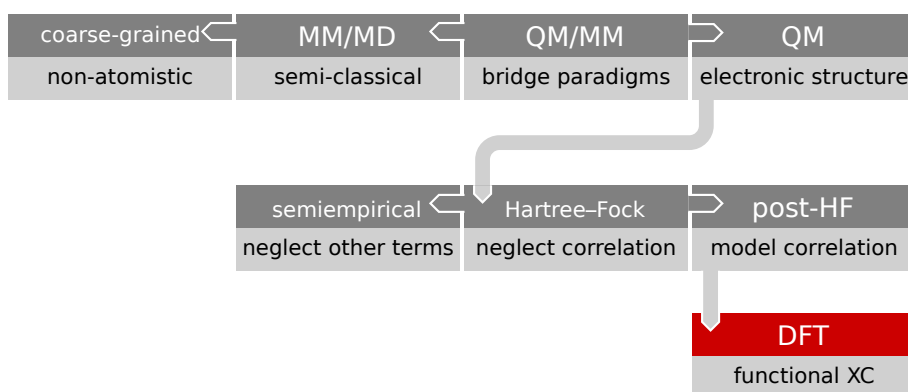 coarse-grained MM/MD QM/MM QM
non-atomistic semi-classical bridge paradigms electronic structure
semiempirical Hartree–Fock post-HF
neglect other terms neglect correlation model correlation
DFT
functional XC